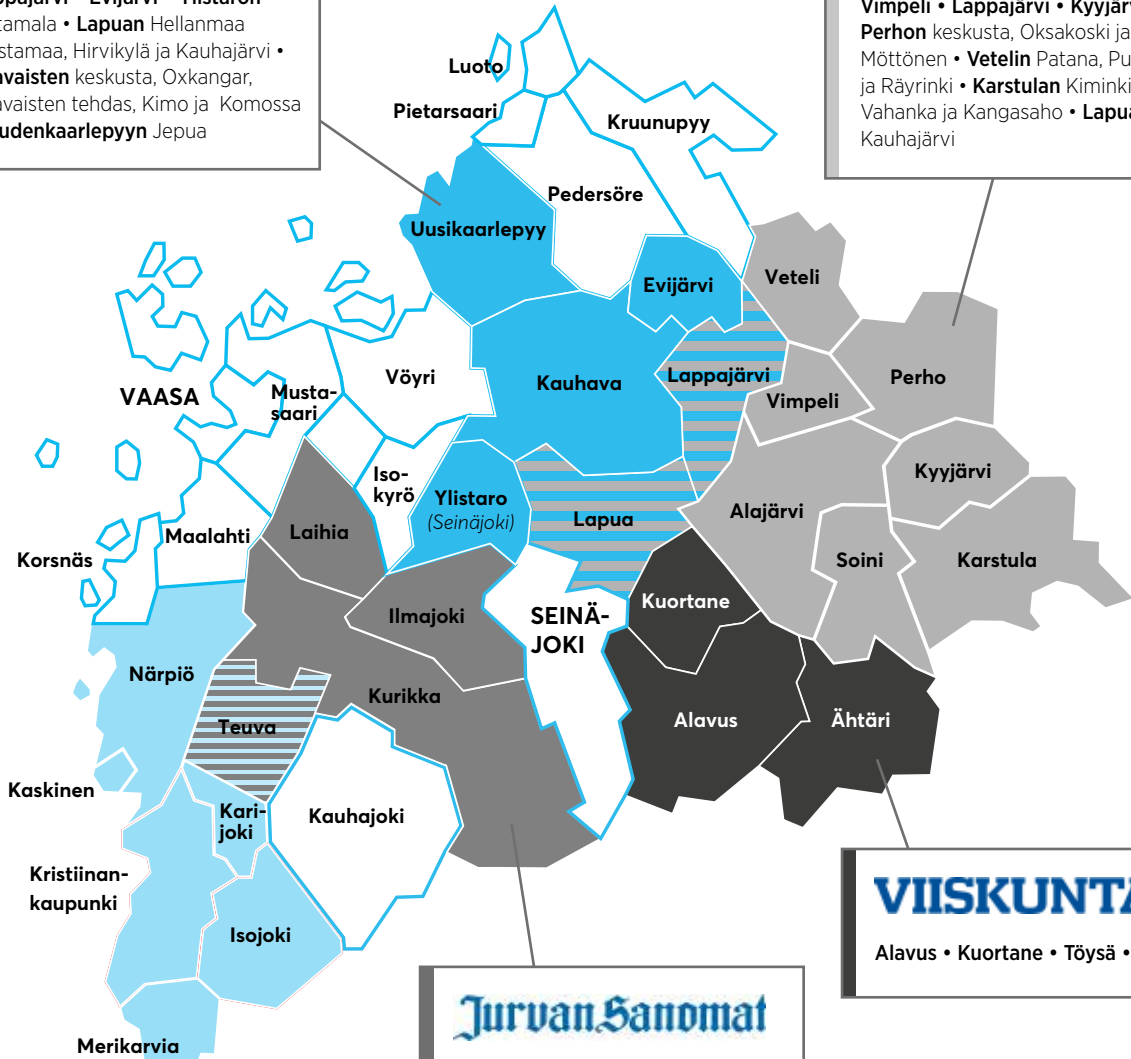 Lapuan Hellanmaa
Hirvikylä ja Kauhajärvi •
keskusta, Oxkangar,
tehdas, Kimo ja Komossa
Jepua
Vimpeli • Lappajärvi •
Perhon keskusta, Oksakoski ja
Möttönen • Vetelin Patana,
ja Räyrinki • Karstulan
Vahanka ja Kangasaho •
Kauhajärvi
Luoto
Pietarsaari
Kruunupyy
Pedersöre
Uusikaarlepyy
Evijärvi
Veteli
VAASA
Musta-
saari
Vöyri
Kauhava
Lappajärvi
Vimpeli
Perho
Iso-
kyrö
Ylistaro
(Seinäjoki)
Lapua
Alajärvi
Kyyjärvi
Korsnäs
Maalahti
Laihia
Soini
Karstula
Ilmajoki
SEINÄ-
JOKI
Kuortane
Närpiö
Kurikka
Teuva
Alavus
Ähtäri
Kaskinen
Kari-
joki
Kauhajoki
Kristiinan-
kaupunki
Isojoki
Merikarvia
Alavus • Kuortane • Töysä •
Jurvan Sanomat